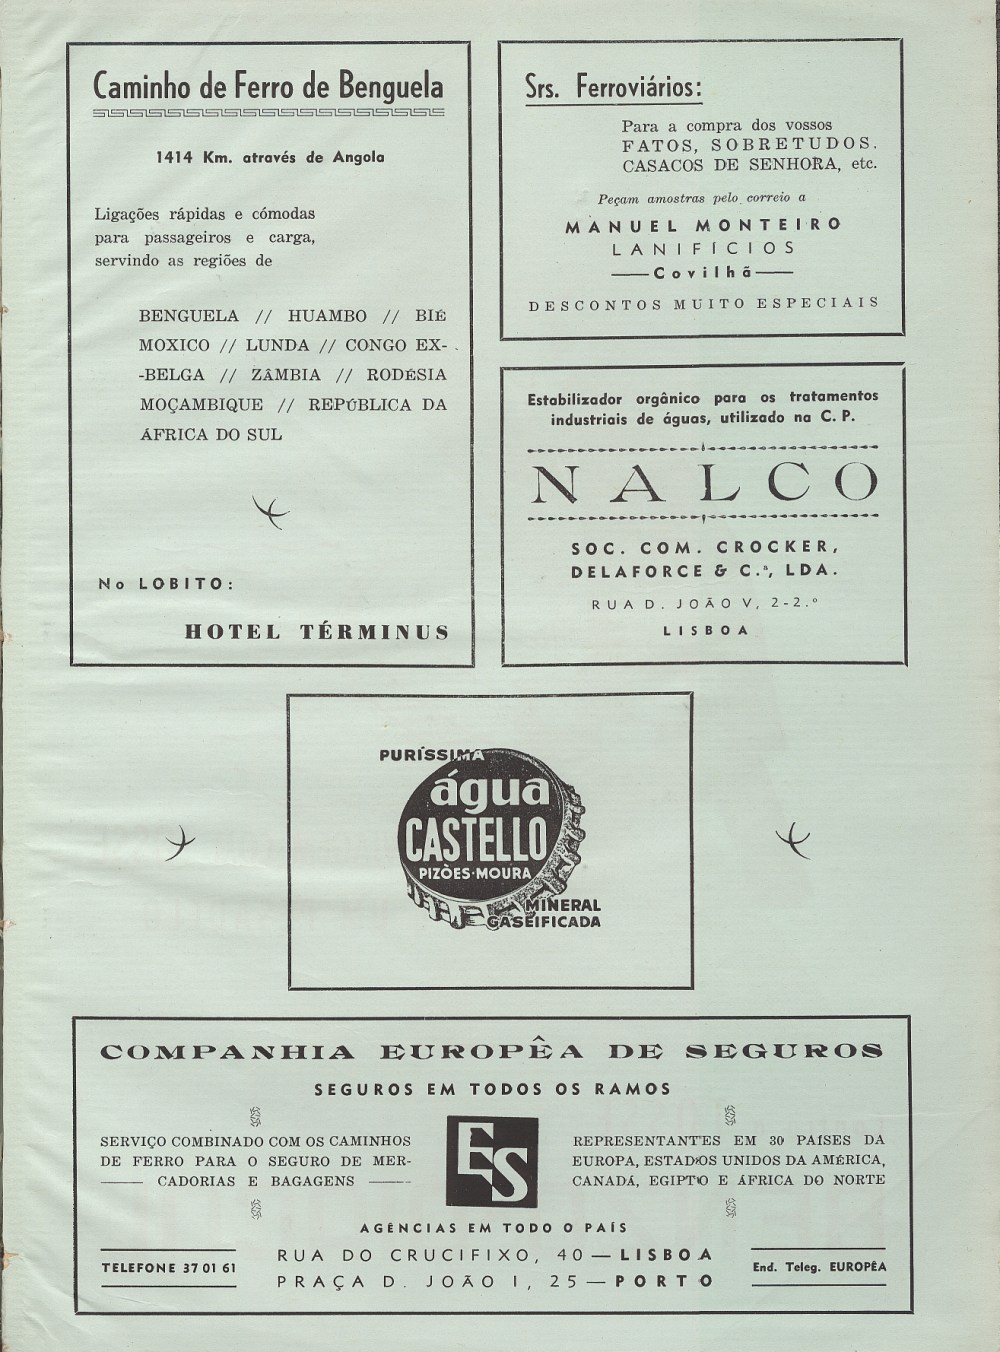 Caminho de Ferro de Benguela
1414 Km. através de Angola
Ligações rápidas e cómodas
para passageiros e carga,
servindo as regiões de
BENGUELA // HUAMBO // BIÉ
MOXICO // LUNDA // CONGO EX-
-BELGA // ZÂMBIA // RODÉSIA
MOÇAMBIQUE // REPÚBLICA DA
ÁFRICA DO SUL
No LOBITO:
HOTEL TÉRMINUS
Srs. Ferroviários:
Para a compra dos vossos
FATOS, SOBRETUDOS.
CASACOS DE SENHORA, etc.
Peçam amostras pelo correio a
MANUEL MONTEIRO
LANIFÍCIOS
Covilhã
DESCONTOS MUITO ESPECIAIS
Estabilizador orgânico para os tratamentos
industriais de águas, utilizado na C. P.
NALCO
SOC. COM. CROCKER,
DELAFORCE & C.ª, LDA.
RUA D. JOÃO V, 2-2.º
LISBOA
PURÍSSIMA
água
CASTELLO
PIZÕES-MOURA
MINERAL
GASEIFICADA
COMPANHIA EUROPÊA DE SEGUROS
SEGUROS EM TODOS OS RAMOS
SERVIÇO COMBINADO COM OS CAMINHOS
DE FERRO PARA O SEGURO DE MER-
CADORIAS E BAGAGENS
ES
REPRESENTANTES EM 30 PAÍSES DA
EUROPA, ESTADOS UNIDOS DA AMÉRICA,
CANADÁ, EGIPTO E ÁFRICA DO NORTE
AGÊNCIAS EM TODO O PAÍS
TELEFONE 37 01 61
RUA DO CRUCIFIXO, 40 — LISBOA
PRAÇA D. JOÃO I, 25 — PORTO
End. Teleg. EUROPÊA